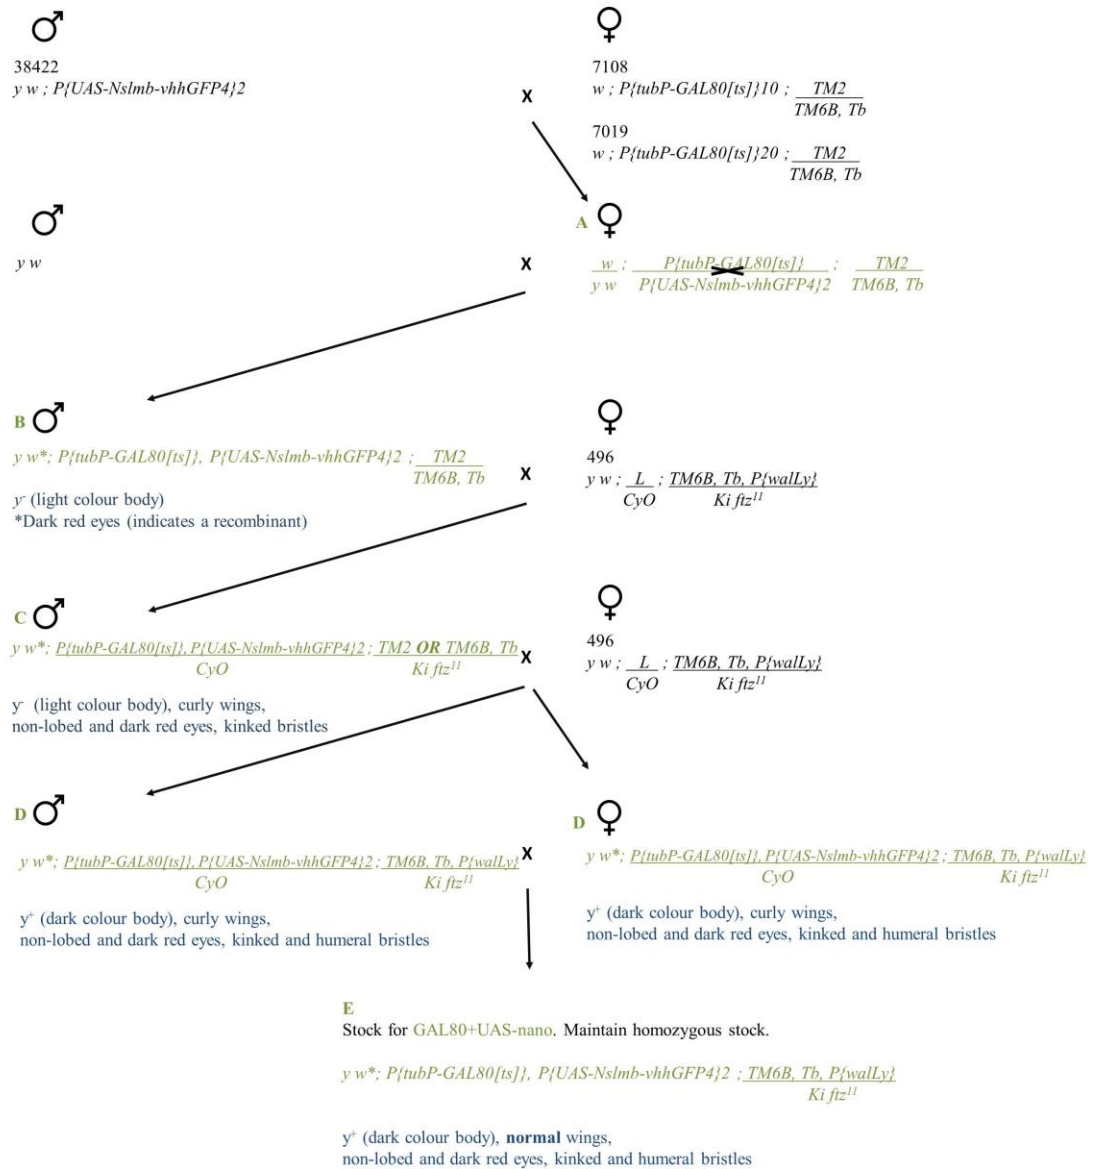 ♂
♀
38422
y w ; P{UAS-Nslmb-vhhGFP4}2
X
7108
w ; P{tubP-GAL80[ts]}10 ; TM2
TM6B, Tb
7019
w ; P{tubP-GAL80[ts]}20 ; TM2
TM6B, Tb
♂
A ♀
y w
X
w ; P{tubP-GAL80[ts]} ; TM2
y w P{UAS-Nslmb-vhhGFP4}2 TM6B, Tb
B ♂
♀
y w*; P{tubP-GAL80[ts]}, P{UAS-Nslmb-vhhGFP4}2 ; TM2
TM6B, Tb
y- (light colour body)
*Dark red eyes (indicates a recombinant)
X
496
y w ; L ; TM6B, Tb, P{walLy}
CyO Ki ftz11
C ♂
♀
y w*; P{tubP-GAL80[ts]}, P{UAS-Nslmb-vhhGFP4}2 ; TM2 OR TM6B, Tb
CyO Ki ftz11
y- (light colour body), curly wings,
non-lobed and dark red eyes, kinked bristles
X
496
y w ; L ; TM6B, Tb, P{walLy}
CyO Ki ftz11
D ♂
D ♀
y w*; P{tubP-GAL80[ts]}, P{UAS-Nslmb-vhhGFP4}2 ; TM6B, Tb, P{walLy}
CyO Ki ftz11
y+ (dark colour body), curly wings,
non-lobed and dark red eyes, kinked and humeral bristles
X
y w*; P{tubP-GAL80[ts]}, P{UAS-Nslmb-vhhGFP4}2 ; TM6B, Tb, P{walLy}
CyO Ki ftz11
y+ (dark colour body), curly wings,
non-lobed and dark red eyes, kinked and humeral bristles
E
Stock for GAL80+UAS-nano. Maintain homozygous stock.
y w*; P{tubP-GAL80[ts]}, P{UAS-Nslmb-vhhGFP4}2 ; TM6B, Tb, P{walLy}
Ki ftz11
y+ (dark colour body), normal wings,
non-lobed and dark red eyes, kinked and humeral bristles